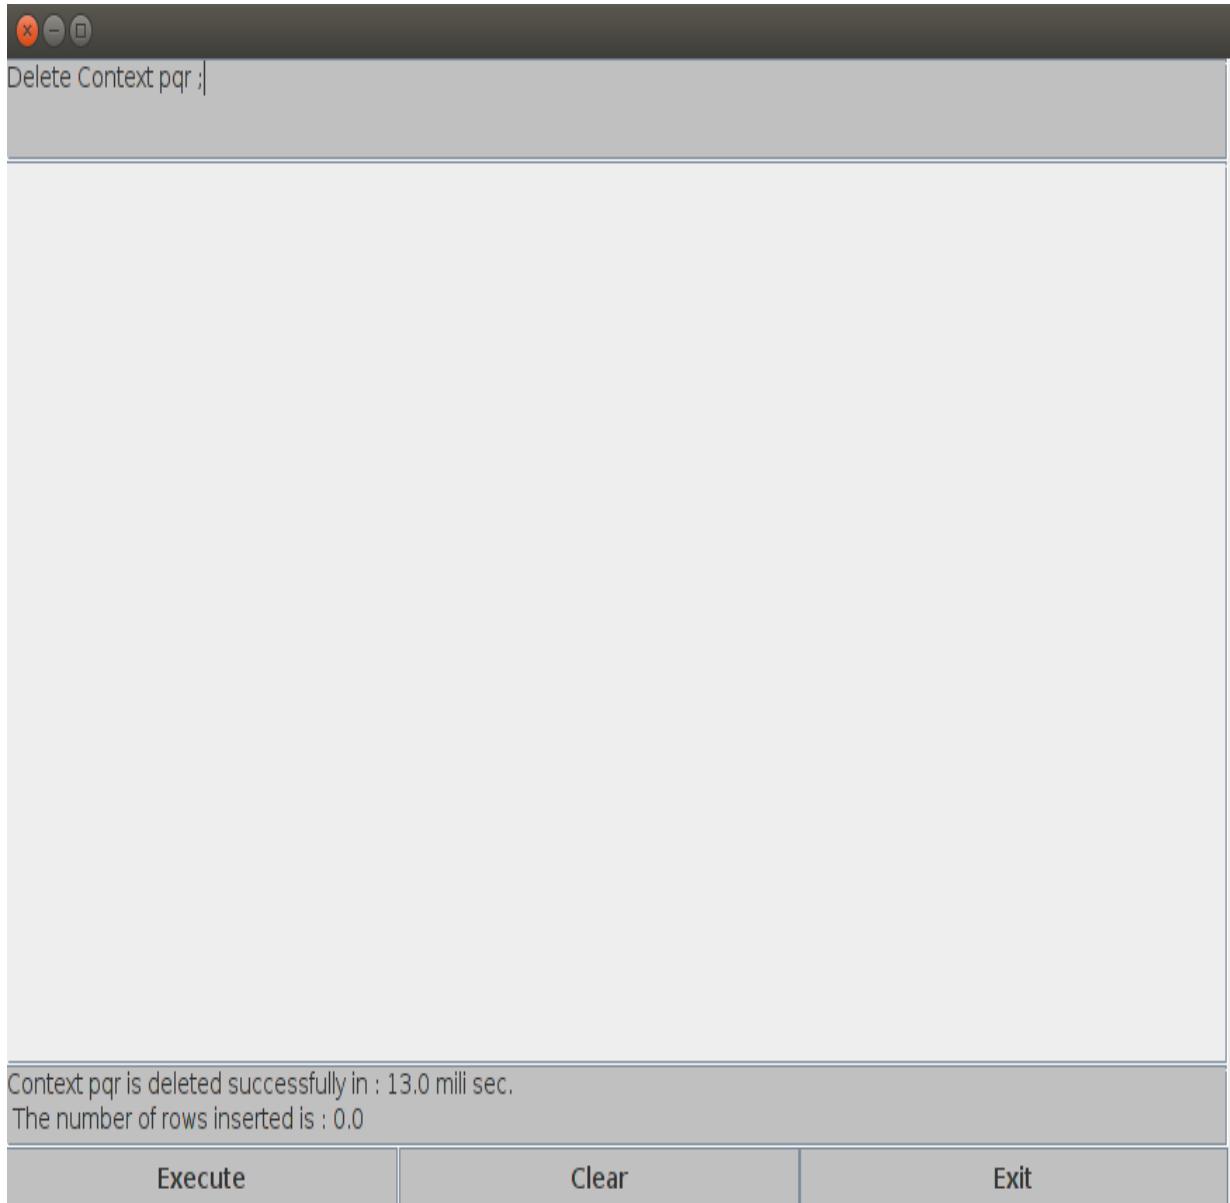 Delete Context pqr ;
Context pqr is deleted successfully in : 13.0 mili sec.
The number of rows inserted is : 0.0
Execute
Clear
Exit